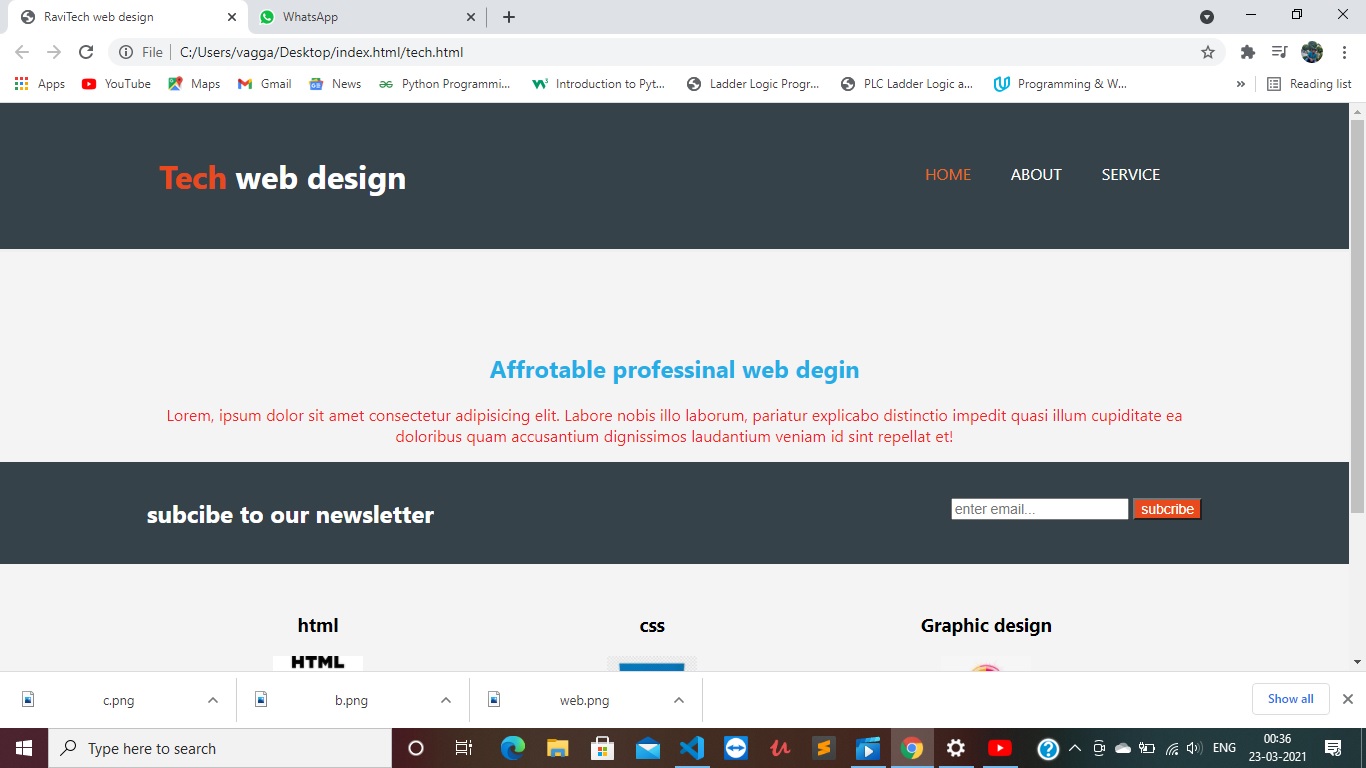 RaviTech web design
WhatsApp
File
C:/Users/vagga/Desktop/index.html/tech.html
Apps
YouTube
Maps
Gmail
News
Python Programmi...
Introduction to Pyt...
Ladder Logic Progr...
PLC Ladder Logic a...
Programming & W...
Reading list
Tech web design
HOME
ABOUT
SERVICE
Affrotable professinal web degin
Lorem, ipsum dolor sit amet consectetur adipisicing elit. Labore nobis illo laborum, pariatur explicabo distinctio impedit quasi illum cupiditate ea
doloribus quam accusantium dignissimos laudantium veniam id sint repellat et!
subcibe to our newsletter
enter email...
subcribe
html
css
Graphic design
HTML
c.png
b.png
web.png
Show all
Type here to search
ENG
00:36
23-03-2021